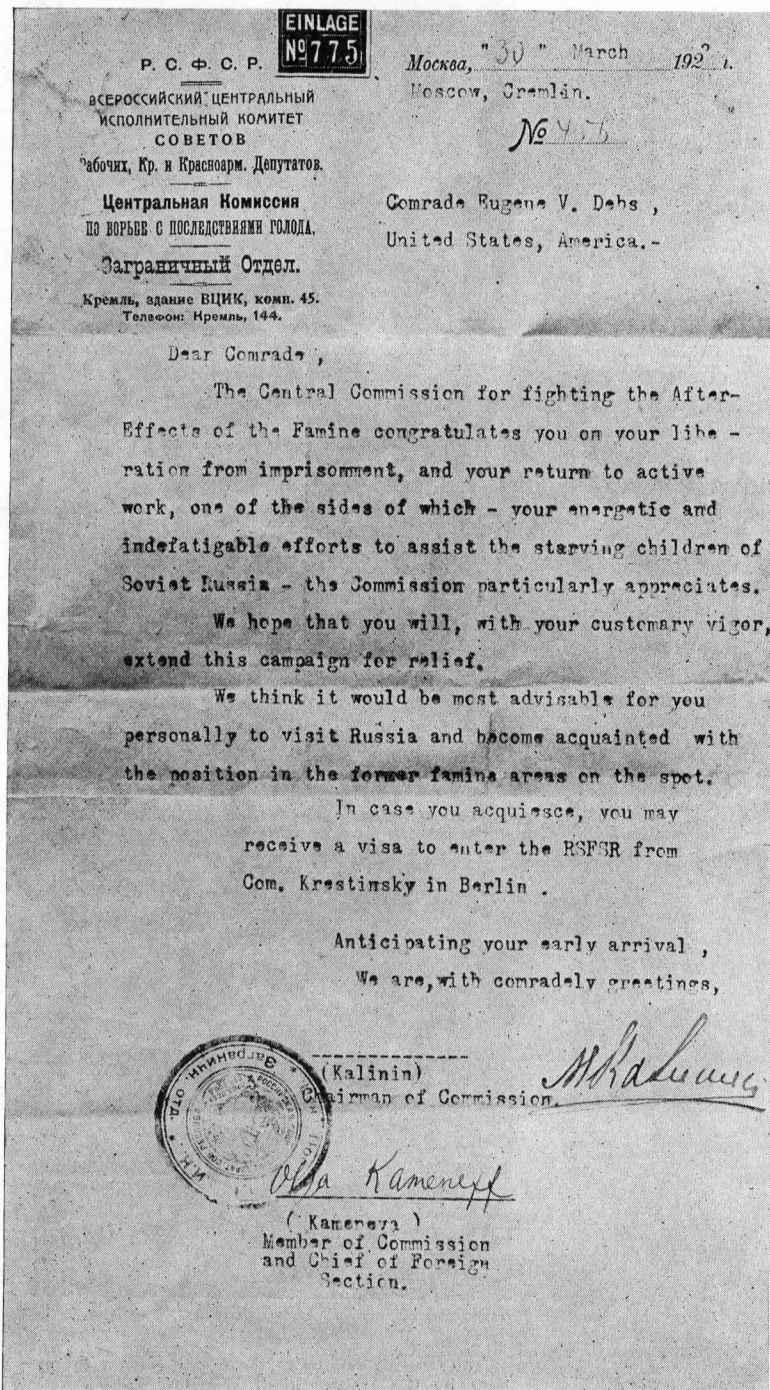 EINLAGE
№775
Р. С. Ф. С. Р.
ВСЕРОССИЙСКИЙ ЦЕНТРАЛЬНЫЙ
ИСПОЛНИТЕЛЬНЫЙ КОМИТЕТ
СОВЕТОВ
Рабочих, Кр. и Красноарм. Депутатов.
Центральная Комиссия
ПО БОРЬБЕ С ПОСЛЕДСТВИЯМИ ГОЛОДА.
Заграничный Отдел.
Кремль, здание ВЦИК, комн. 45.
Телефон: Кремль, 144.
Москва, "30" March 192 г.
Moscow, Cremlin.
№
Comrade Eugene V. Debs ,
United States, America.-
Dear Comrade ,
The Central Commission for fighting the After-
Effects of the Famine congratulates you on your libe -
ration from imprisonment, and your return to active
work, one of the sides of which - your energetic and
indefatigable efforts to assist the starving children of
Soviet Russia - the Commission particularly appreciates.
We hope that you will, with your customary vigor,
extend this campaign for relief.
We think it would be most advisable for you
personally to visit Russia and become acquainted with
the position in the former famine areas on the spot.
In case you acquiesce, you may
receive a visa to enter the RSFSR from
Com. Krestinsky in Berlin .
Anticipating your early arrival ,
We are, with comradely greetings,
(Kalinin)
Chairman of Commission.
MKalinin
Olga Kameneff
( Kameneva )
Member of Commission
and Chief of Foreign
Section.